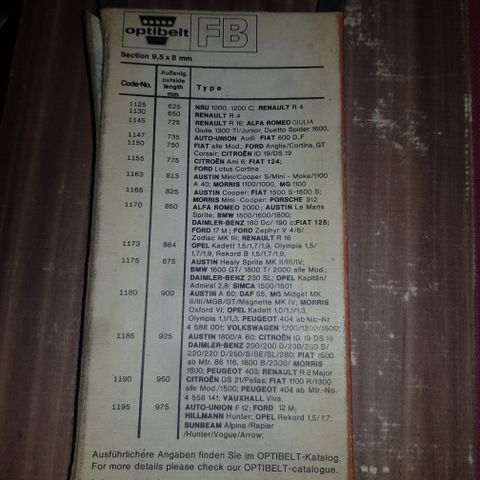 optibelt FB
Section 9,5 x 8 mm
Code-No. Außenlg. outside length mm Type
1125 625 NSU 1000, 1200 C; RENAULT R 4
1130 650 RENAULT R 4
1145 725 RENAULT R 16; ALFA ROMEO GIULIA
Giulia 1300 TI/Junior, Duetto Spider 1600,
1147 735 AUTO-UNION Audi FIAT 600 D, F
1150 750 FIAT alle Mod.; FORD Anglia/Cortina, GT
Corsair; CITROËN ID 19/DS 19
1155 775 CITROËN Ami 6; FIAT 124;
FORD Lotus Cortina
1163 813 AUSTIN Mini/Cooper S/Mini - Moke/1100
A 40; MORRIS 1100/1000, MG 1100
1165 825 AUSTIN Cooper; FIAT 1500 S-1600 S;
MORRIS Mini-Cooper; PORSCHE 912
1170 850 ALFA ROMEO 2000; AUSTIN Le Mans
Sprite; BMW 1500/1600/1800;
DAIMLER-BENZ 180 Dc/ 190 c; FIAT 125;
FORD 17 M; FORD Zephyr V 4/6/
Zodiac MK III; RENAULT R 16
1173 864 OPEL Kadett 1,5/1,7/1,9, Olympia 1,5/
1,7/1,9, Rekord B 1,5/1,7/1,9;
1175 875 AUSTIN Healy Sprite MK II/III/IV;
BMW 1600 GT/ 1800 T/ 2000 alle Mod.;
DAIMLER-BENZ 230 SL; OPEL Kapitän/
Admiral 2,8; SIMCA 1500/1501
1180 900 AUSTIN A 60; DAF 55, MG Midget MK
II/III/MGB/GT/Magnette MK IV; MORRIS
Oxford VI; OPEL Kadett 1,0/1,1/1,3,
Olympia 1,1/1,3; PEUGEOT 404 ab Mtr-Nr.
4 588 001; VOLKSWAGEN 1200/1300/1500;
1185 925 AUSTIN 1800/A 60; CITROËN ID 19 DS 19
DAIMLER-BENZ 200/200 D/230/230 S/
220/220 D/250/S/SE/SL/280; FIAT 1500
ab Mtr. 86 116, 1800 B/2300/ MORRIS
1800; PEUGEOT 403; RENAULT R 8 Major
1190 950 CITROËN DS 21/Pallas; FIAT 1100 R/1300
alle Mod./1500; PEUGEOT 404 ab Mtr.-No.
4 558 141; VAUXHALL Viva,
1195 975 AUTO-UNION F 12; FORD 12 M;
HILLMANN Hunter; OPEL Rekord 1,5/1,7;
SUNBEAM Alpine/Rapier
/Hunter/Vogue/Arrow;
Ausführlichere Angaben finden Sie im OPTIBELT-Katalog.
For more details please check our OPTIBELT-catalogue.